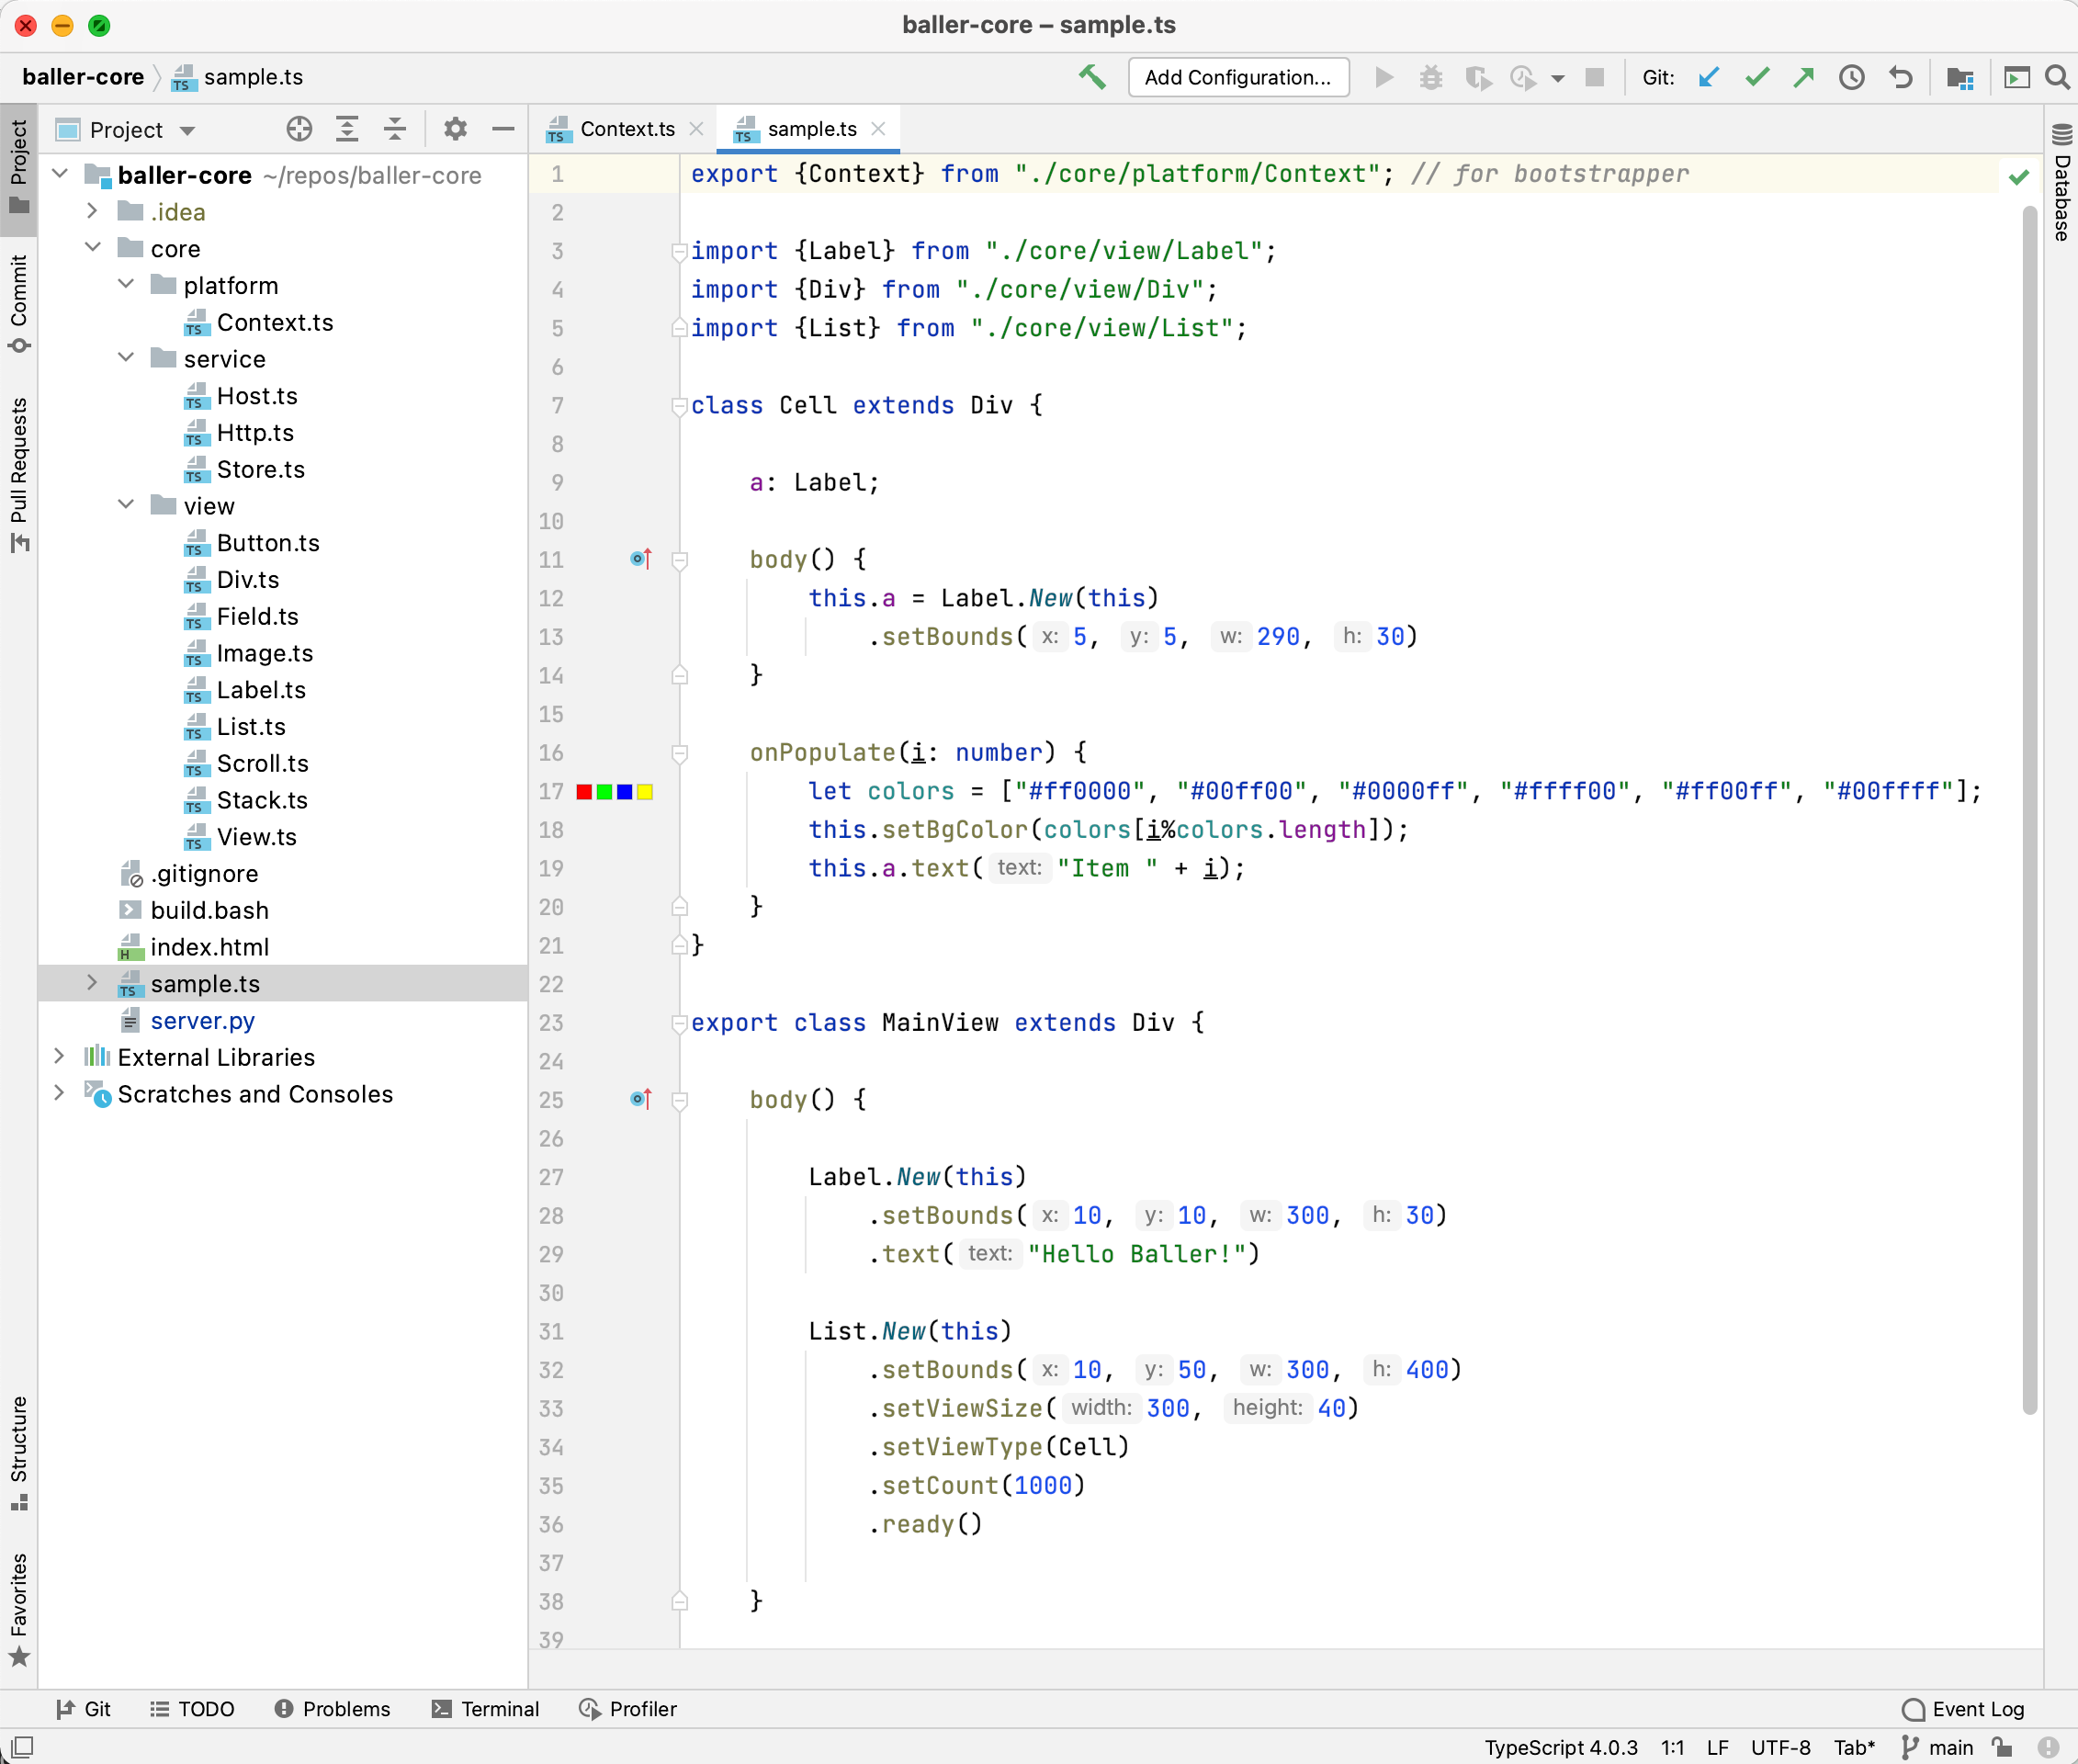 baller-core – sample.ts
baller-core sample.ts Add Configuration... Git:
Project
Commit
Pull Requests
Structure
Favorites
Project
baller-core ~/repos/baller-core
.idea
core
platform
Context.ts
service
Host.ts
Http.ts
Store.ts
view
Button.ts
Div.ts
Field.ts
Image.ts
Label.ts
List.ts
Scroll.ts
Stack.ts
View.ts
.gitignore
build.bash
index.html
sample.ts
server.py
External Libraries
Scratches and Consoles
Context.ts sample.ts
1 export {Context} from "./core/platform/Context"; // for bootstrapper
2
3 import {Label} from "./core/view/Label";
4 import {Div} from "./core/view/Div";
5 import {List} from "./core/view/List";
6
7 class Cell extends Div {
8
9 a: Label;
10
11 body() {
12 this.a = Label.New(this)
13 .setBounds( x: 5, y: 5, w: 290, h: 30)
14 }
15
16 onPopulate(i: number) {
17 let colors = ["#ff0000", "#00ff00", "#0000ff", "#ffff00", "#ff00ff", "#00ffff"];
18 this.setBgColor(colors[i%colors.length]);
19 this.a.text( text: "Item " + i);
20 }
21 }
22
23 export class MainView extends Div {
24
25 body() {
26
27 Label.New(this)
28 .setBounds( x: 10, y: 10, w: 300, h: 30)
29 .text( text: "Hello Baller!")
30
31 List.New(this)
32 .setBounds( x: 10, y: 50, w: 300, h: 400)
33 .setViewSize( width: 300, height: 40)
34 .setViewType(Cell)
35 .setCount(1000)
36 .ready()
37
38 }
39
Database
Git TODO Problems Terminal Profiler Event Log
TypeScript 4.0.3 1:1 LF UTF-8 Tab* main